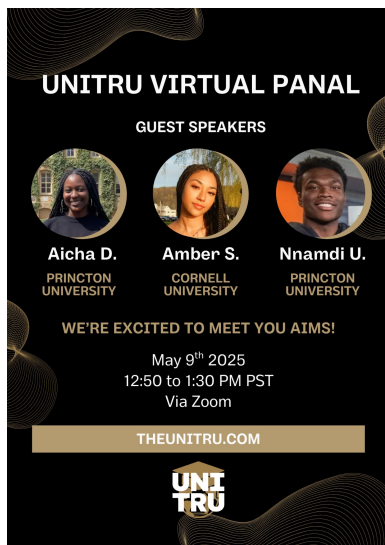 UNITRU VIRTUAL PANAL
GUEST SPEAKERS
Aicha D.
PRINCTON
UNIVERSITY
Amber S.
CORNELL
UNIVERSITY
Nnamdi U.
PRINCTON
UNIVERSITY
WE'RE EXCITED TO MEET YOU AIMS!
May 9th 2025
12:50 to 1:30 PM PST
Via Zoom
THEUNITRU.COM
UNI
TRU